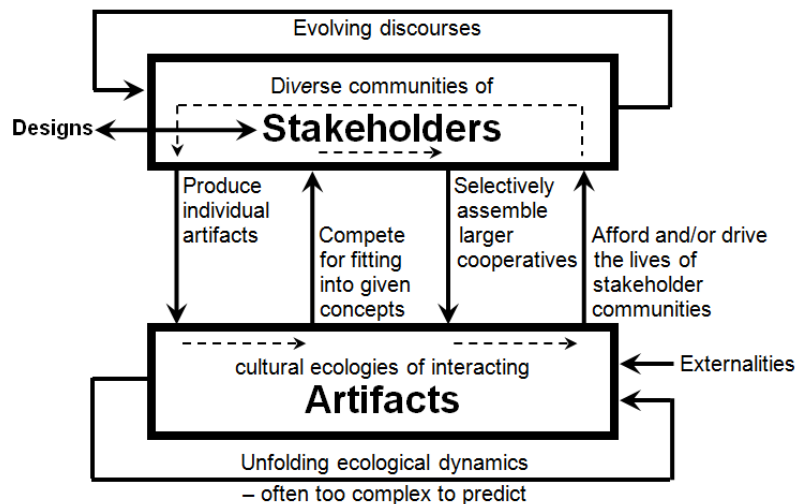 Evolving discourses
Diverse communities of
Designs
Stakeholders
Produce
individual
artifacts
Compete
for fitting
into given
concepts
Selectively
assemble
larger
cooperatives
Afford and/or drive
the lives of
stakeholder
communities
cultural ecologies of interacting
Artifacts
Externalities
Unfolding ecological dynamics
– often too complex to predict